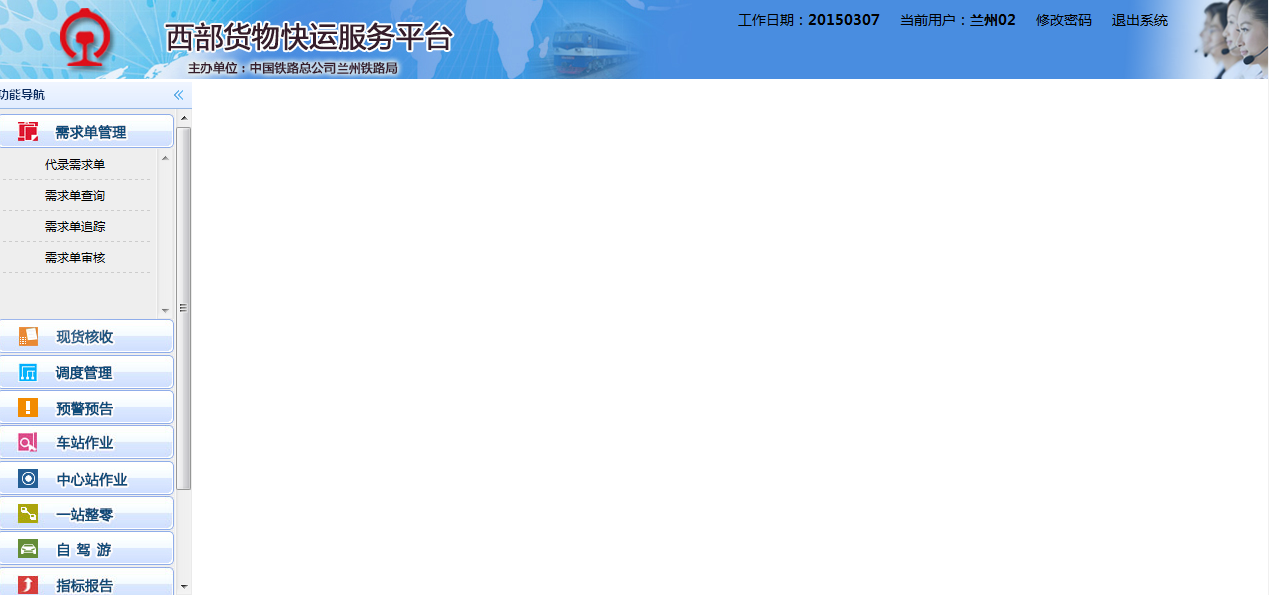 工作日期：20150307 当前用户：兰州02 修改密码 退出系统
西部货物快运服务平台
主办单位：中国铁路总公司兰州铁路局
功能导航
需求单管理
代录需求单
需求单查询
需求单追踪
需求单审核
现货核收
调度管理
预警预告
车站作业
中心站作业
一站整零
自 驾 游
指标报告